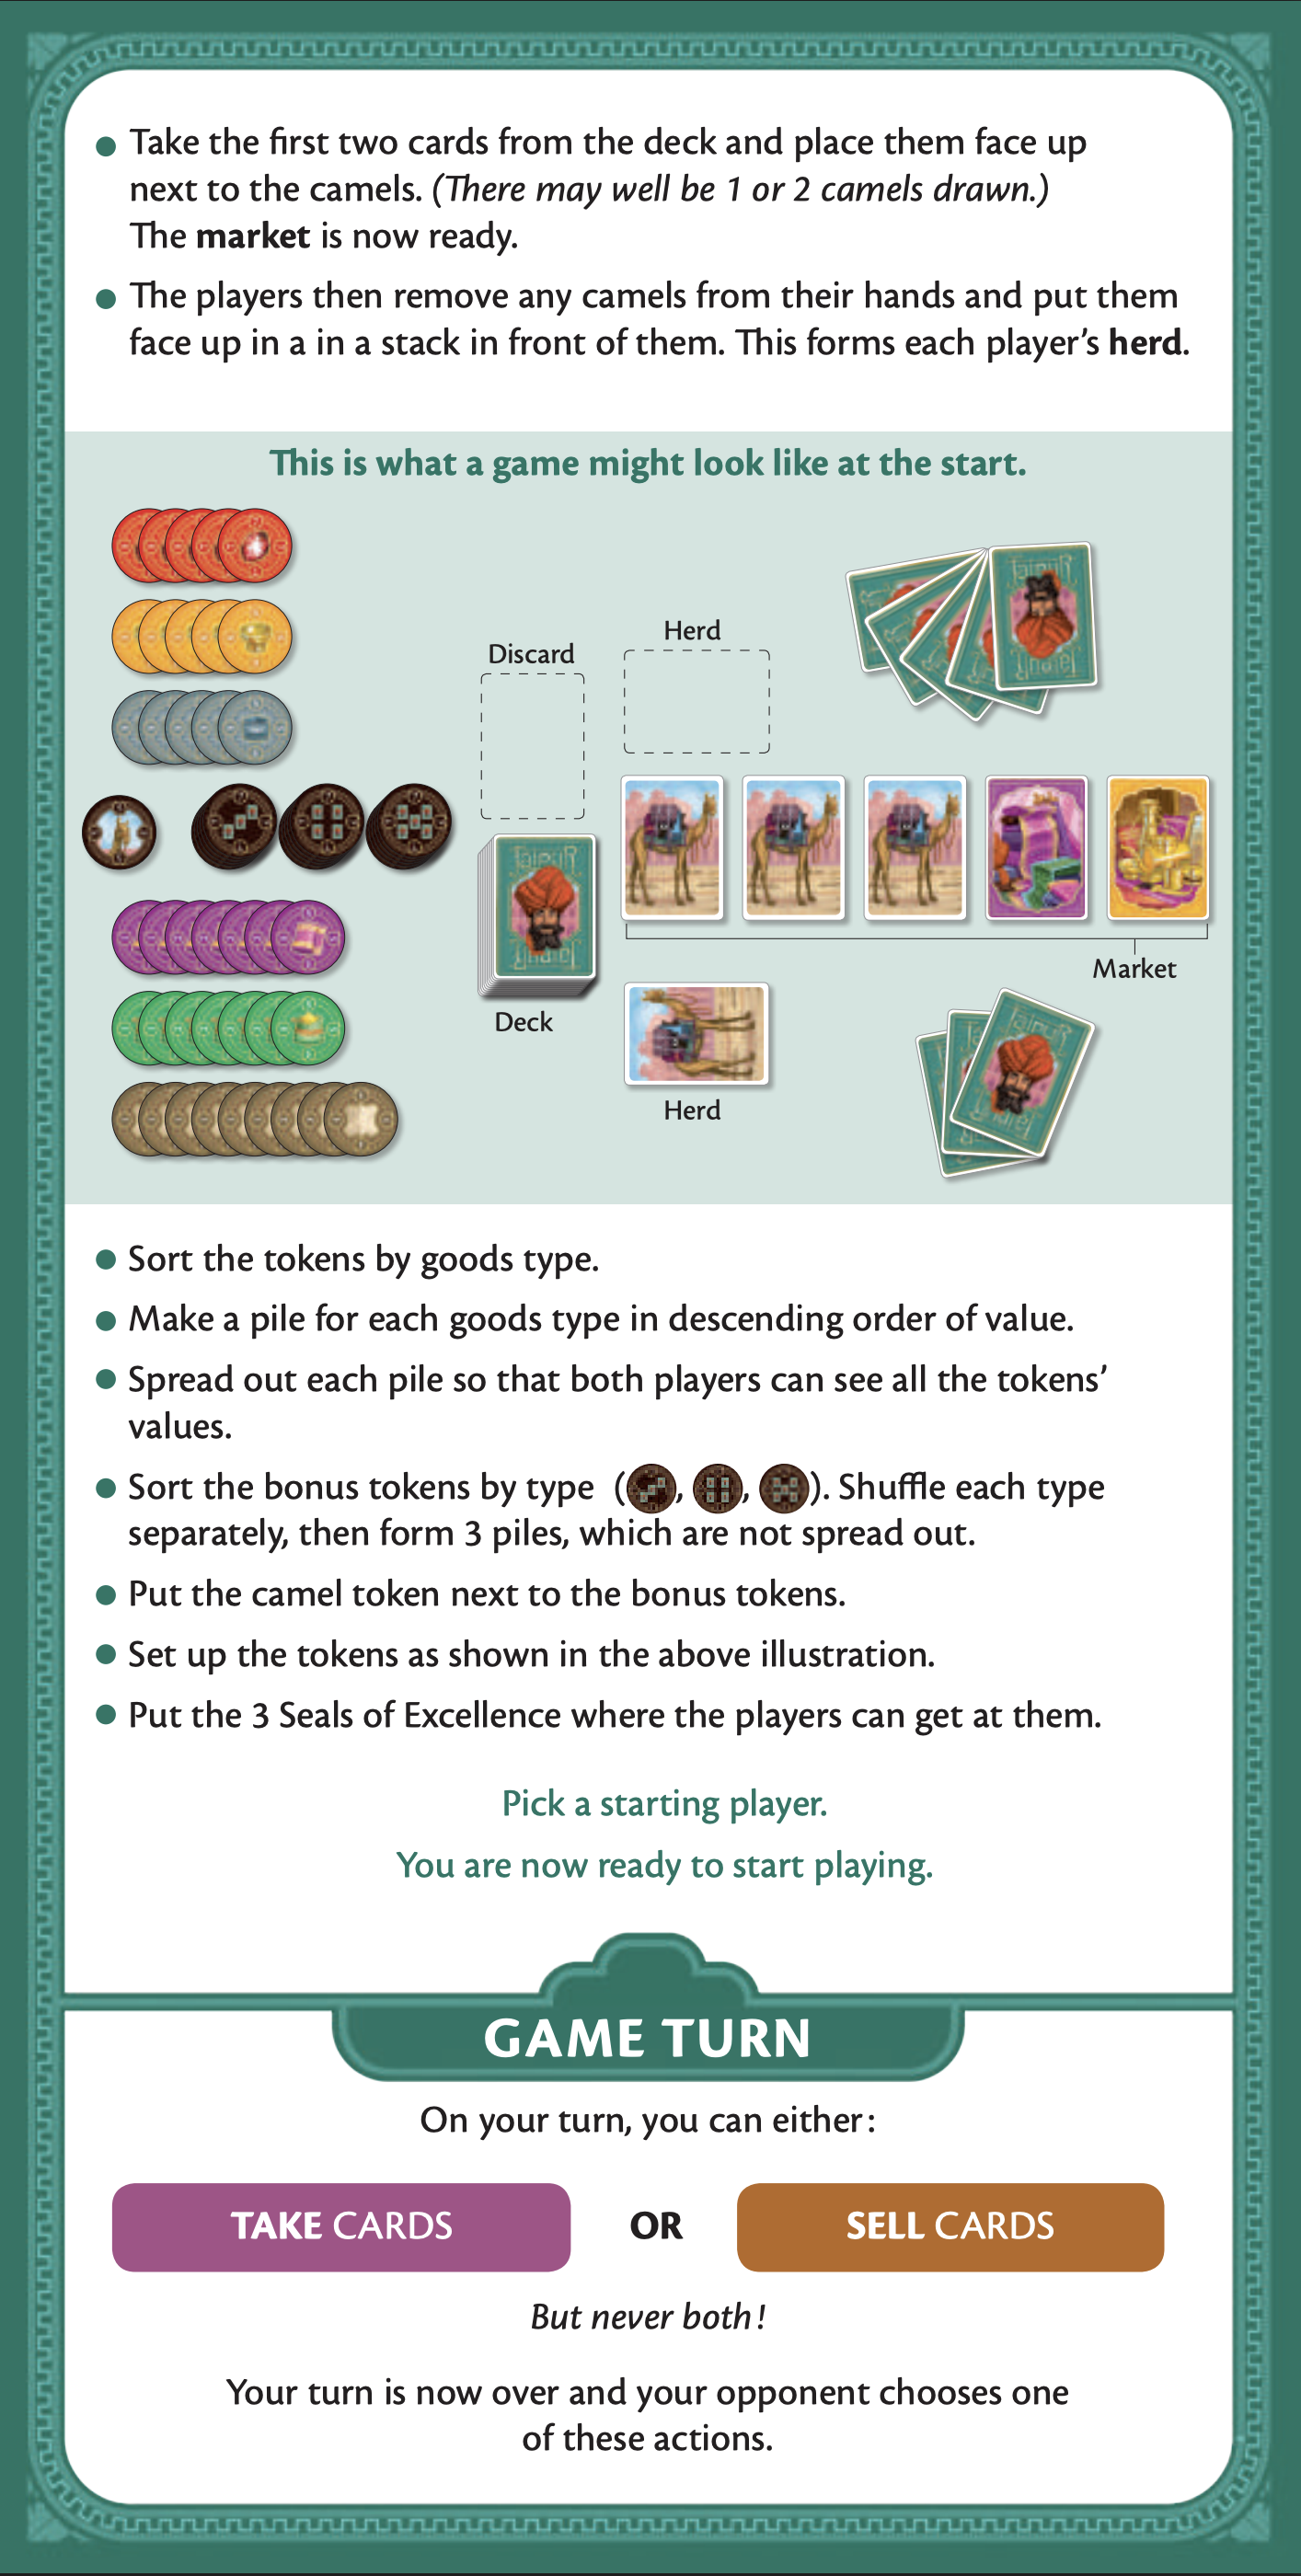 Take the first two cards from the deck and place them face up
next to the camels. (There may well be 1 or 2 camels drawn.)
The market is now ready.
The players then remove any camels from their hands and put them
face up in a in a stack in front of them. This forms each player's herd.
This is what a game might look like at the start.
Discard
Herd
JaipuR
JaipuR
Market
Deck
Herd
JaipuR
Sort the tokens by goods type.
Make a pile for each goods type in descending order of value.
Spread out each pile so that both players can see all the tokens'
values.
Sort the bonus tokens by type ( , , ). Shuffle each type
separately, then form 3 piles, which are not spread out.
Put the camel token next to the bonus tokens.
Set up the tokens as shown in the above illustration.
Put the 3 Seals of Excellence where the players can get at them.
Pick a starting player.
You are now ready to start playing.
GAME TURN
On your turn, you can either:
TAKE CARDS
OR
SELL CARDS
But never both!
Your turn is now over and your opponent chooses one
of these actions.